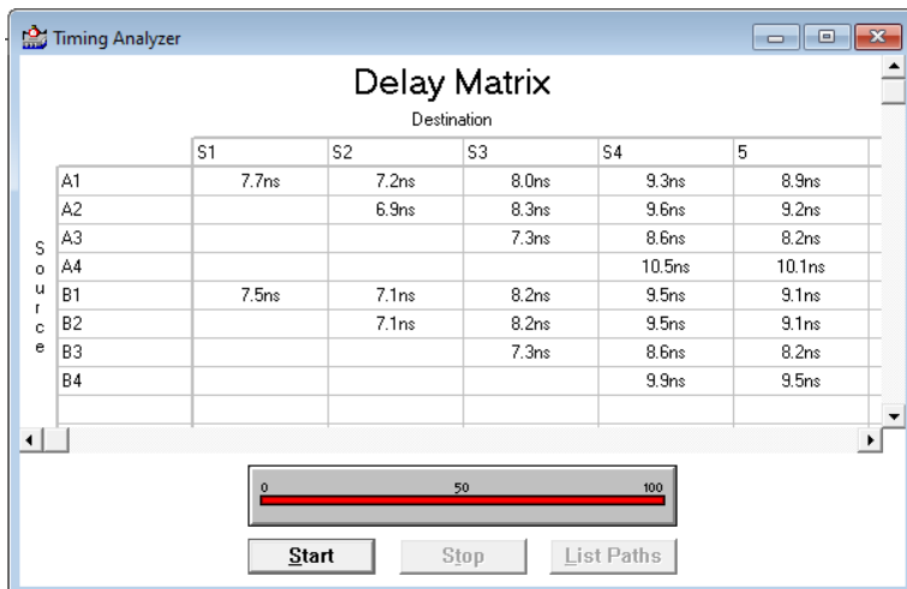 Timing Analyzer
Delay Matrix
Destination
S1 S2 S3 S4 5
Source
A1 7.7ns 7.2ns 8.0ns 9.3ns 8.9ns
A2 6.9ns 8.3ns 9.6ns 9.2ns
A3 7.3ns 8.6ns 8.2ns
A4 10.5ns 10.1ns
B1 7.5ns 7.1ns 8.2ns 9.5ns 9.1ns
B2 7.1ns 8.2ns 9.5ns 9.1ns
B3 7.3ns 8.6ns 8.2ns
B4 9.9ns 9.5ns
0 50 100
Start Stop List Paths